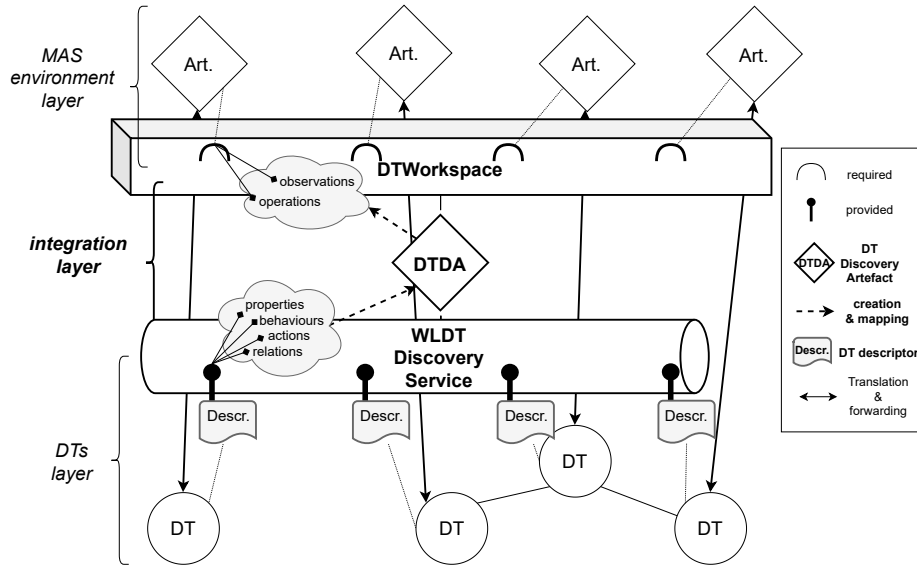 MAS
environment
layer
Art.
Art.
Art.
Art.
DTWorkspace
observations
operations
integration
layer
DTDA
properties
behaviours
actions
relations
WLDT
Discovery
Service
Descr.
Descr.
Descr.
Descr.
DTs
layer
DT
DT
DT
DT
required
provided
DTDA
DT
Discovery
Artefact
creation
& mapping
Descr.
DT descriptor
Translation
&
forwarding